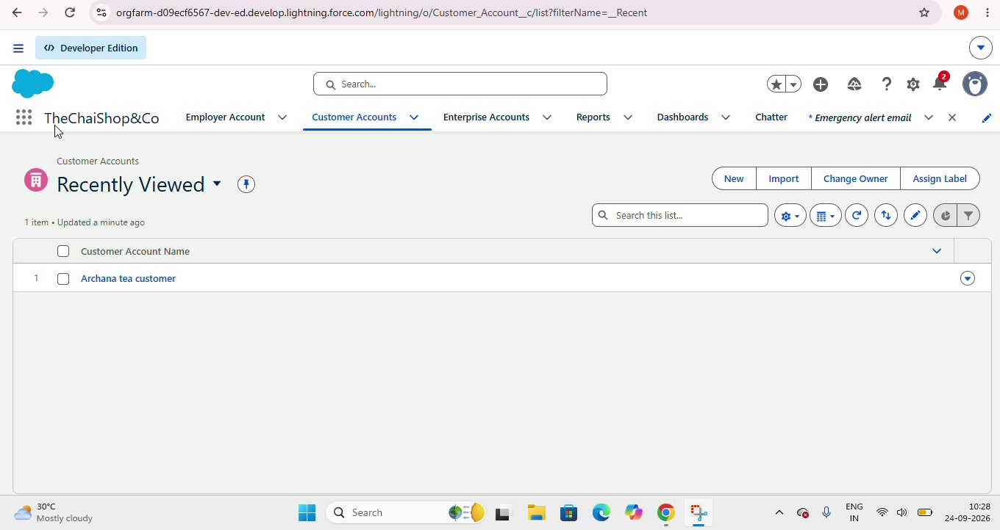 orgfarm-d09ecf6567-dev-ed.develop.lightning.force.com/lightning/o/Customer_Account__c/list?filterName=__Recent
M
</> Developer Edition
Search...
2
TheChaiShop&Co
Employer Account
Customer Accounts
Enterprise Accounts
Reports
Dashboards
Chatter
* Emergency alert email
Customer Accounts
Recently Viewed
New
Import
Change Owner
Assign Label
1 item • Updated a minute ago
Search this list...
Customer Account Name
1 Archana tea customer
30°C
Mostly cloudy
Search
ENG
IN
10:28
24-09-2026